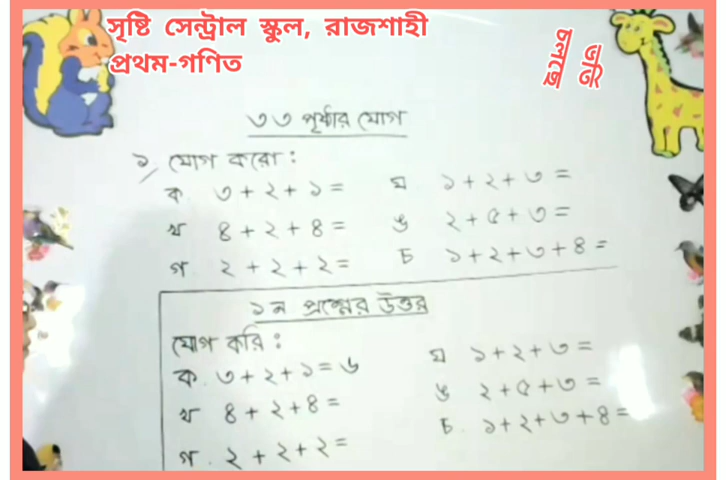 সৃষ্টি সেন্ট্রাল স্কুল, রাজশাহী
প্রথম-গণিত
ভর্তি
চলছে
৩৩ পৃষ্ঠার যোগ
১. যোগ করো :
ক ৩+২+১=
ঘ ১+২+৩=
খ ৪+২+৪=
ঙ ২+৫+৩=
গ ২+২+২=
চ ১+২+৩+৪=
১ন প্রশ্নের উত্তর
যোগ করি :
ক. ৩+২+১=৬
ঘ ১+২+৩=
খ ৪+২+৪=
ঙ ২+৫+৩=
গ. ২+২+২=
চ. ১+২+৩+৪=